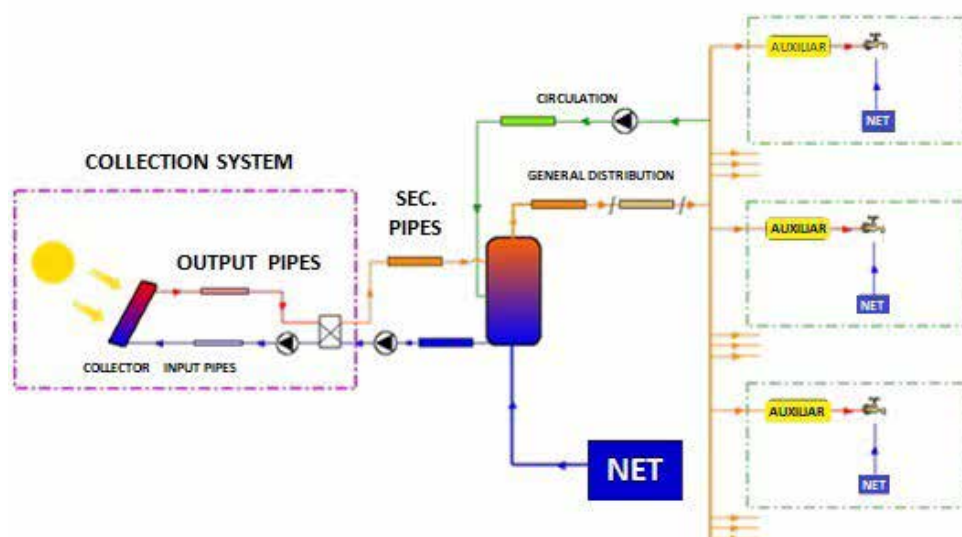 AUXILIAR
NET
CIRCULATION
COLLECTION SYSTEM
GENERAL DISTRIBUTION
SEC.
PIPES
OUTPUT PIPES
AUXILIAR
NET
COLLECTOR INPUT PIPES
AUXILIAR
NET
NET